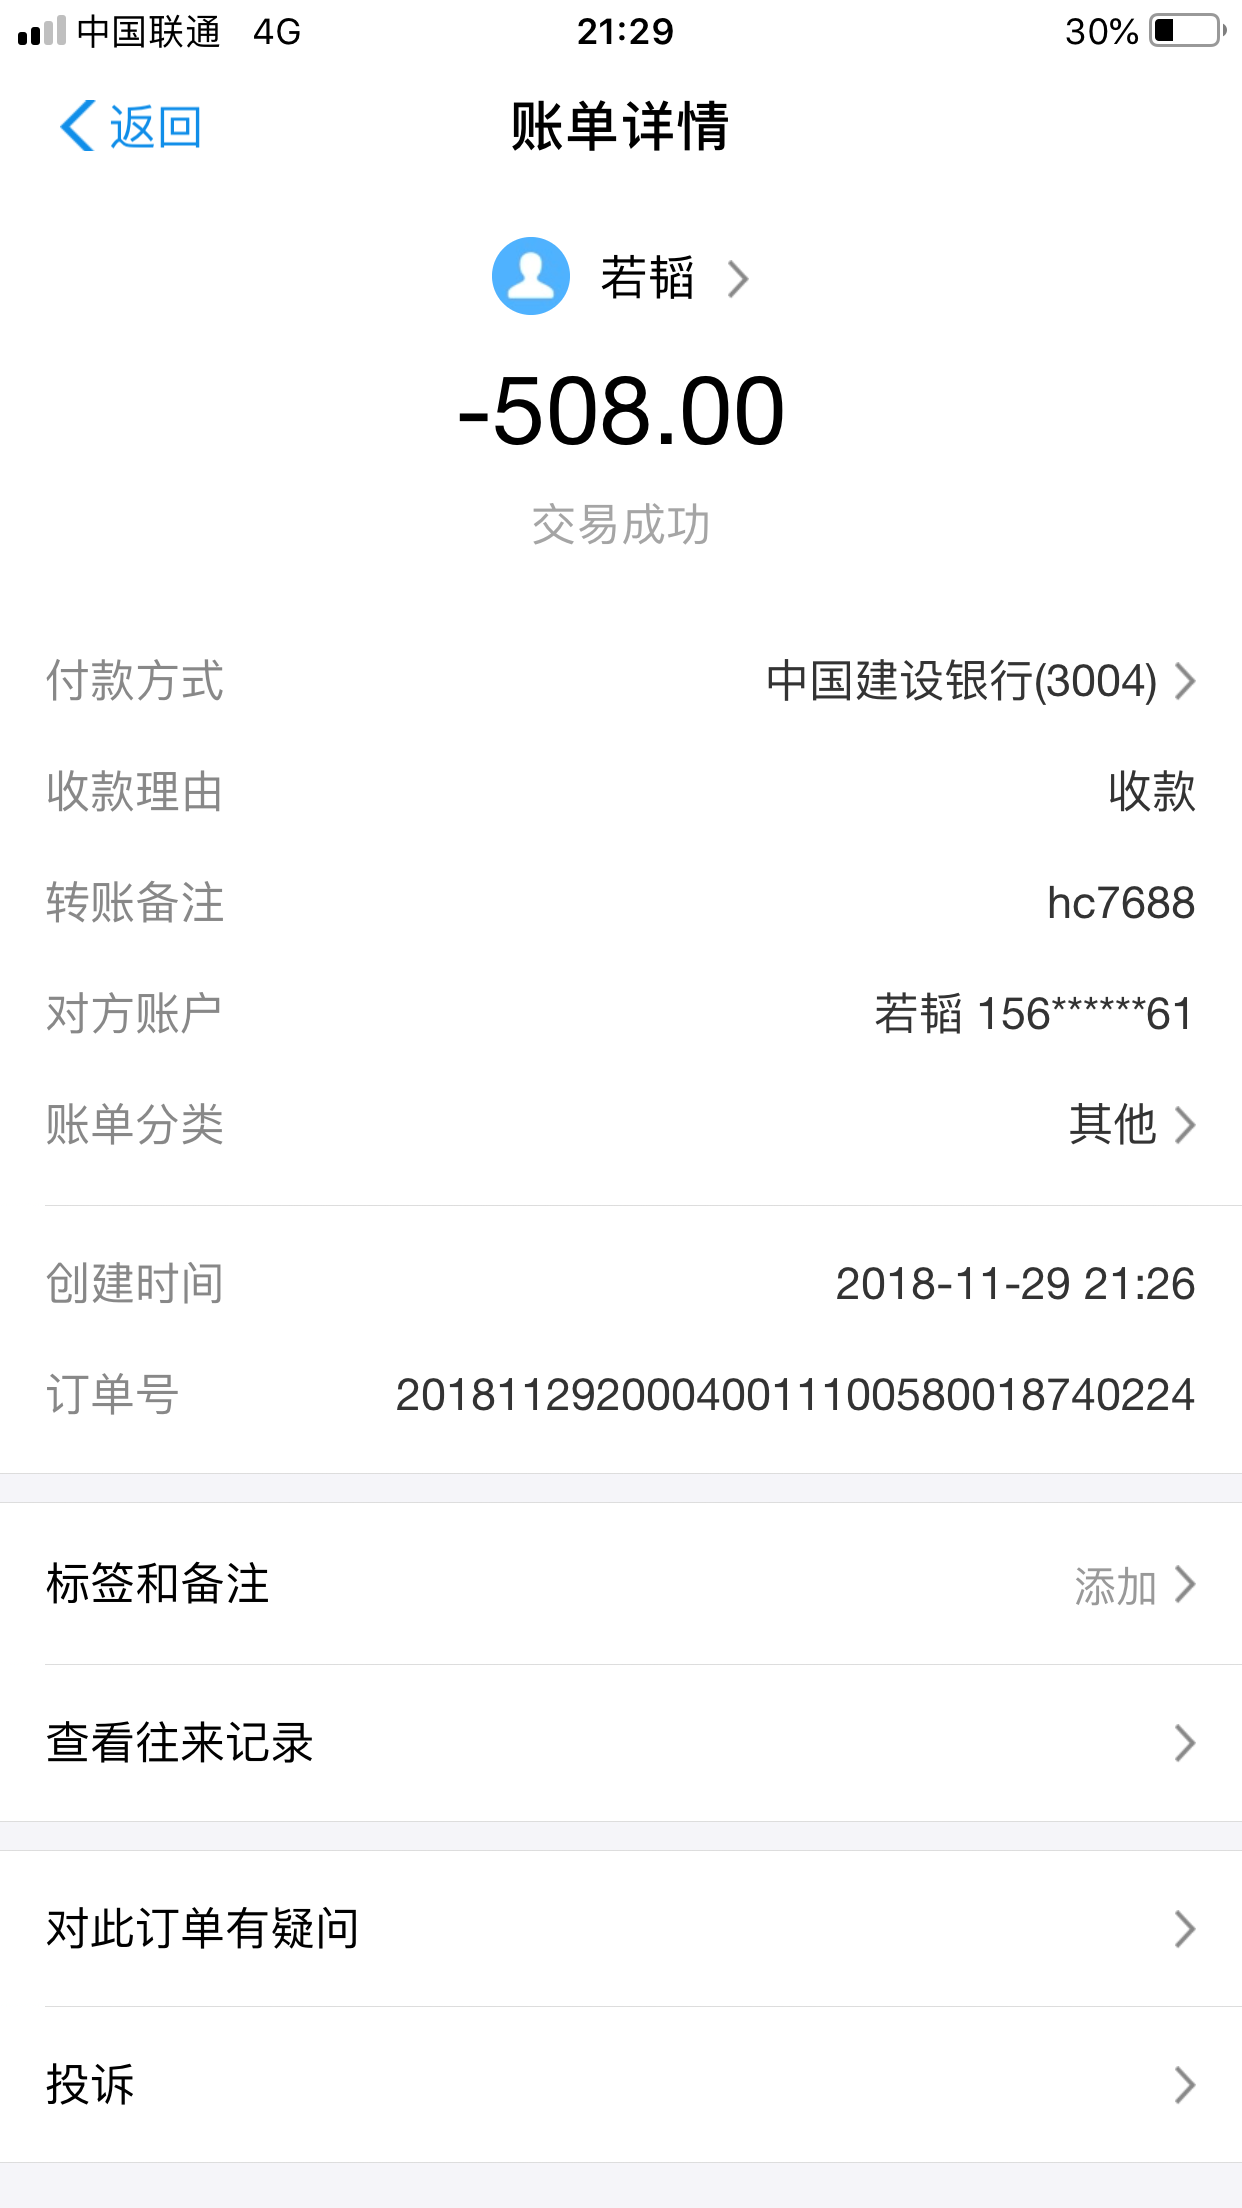 中国联通 4G 21:29 30%
返回 账单详情
若韬
-508.00
交易成功
付款方式 中国建设银行(3004)
收款理由 收款
转账备注 hc7688
对方账户 若韬 156******61
账单分类 其他
创建时间 2018-11-29 21:26
订单号 20181129200040011100580018740224
标签和备注 添加
查看往来记录
对此订单有疑问
投诉